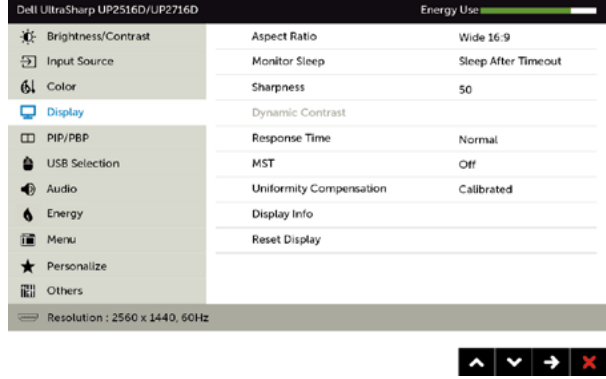 Dell UltraSharp UP2516D/UP2716D Energy Use
Brightness/Contrast
Input Source
Color
Display
PIP/PBP
USB Selection
Audio
Energy
Menu
Personalize
Others
Aspect Ratio Wide 16:9
Monitor Sleep Sleep After Timeout
Sharpness 50
Dynamic Contrast
Response Time Normal
MST Off
Uniformity Compensation Calibrated
Display Info
Reset Display
Resolution : 2560 x 1440, 60Hz